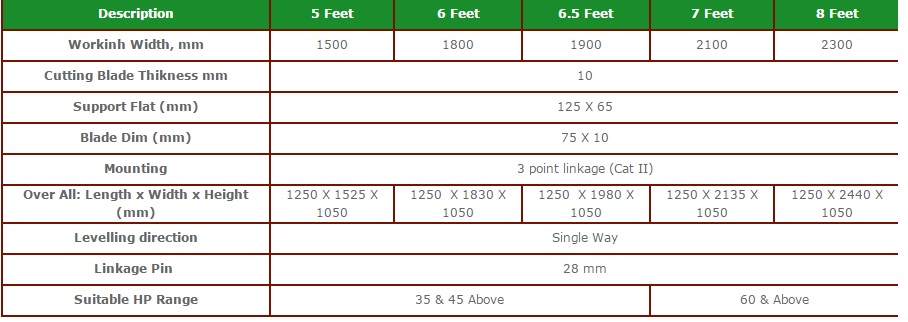 Description 5 Feet 6 Feet 6.5 Feet 7 Feet 8 Feet
Workinh Width, mm 1500 1800 1900 2100 2300
Cutting Blade Thikness mm 10
Support Flat (mm) 125 X 65
Blade Dim (mm) 75 X 10
Mounting 3 point linkage (Cat II)
Over All: Length x Width x Height 1250 X 1525 X 1250 X 1830 X 1250 X 1980 X 1250 X 2135 X 1250 X 2440 X
(mm) 1050 1050 1050 1050 1050
Levelling direction Single Way
Linkage Pin 28 mm
Suitable HP Range 35 & 45 Above 60 & Above